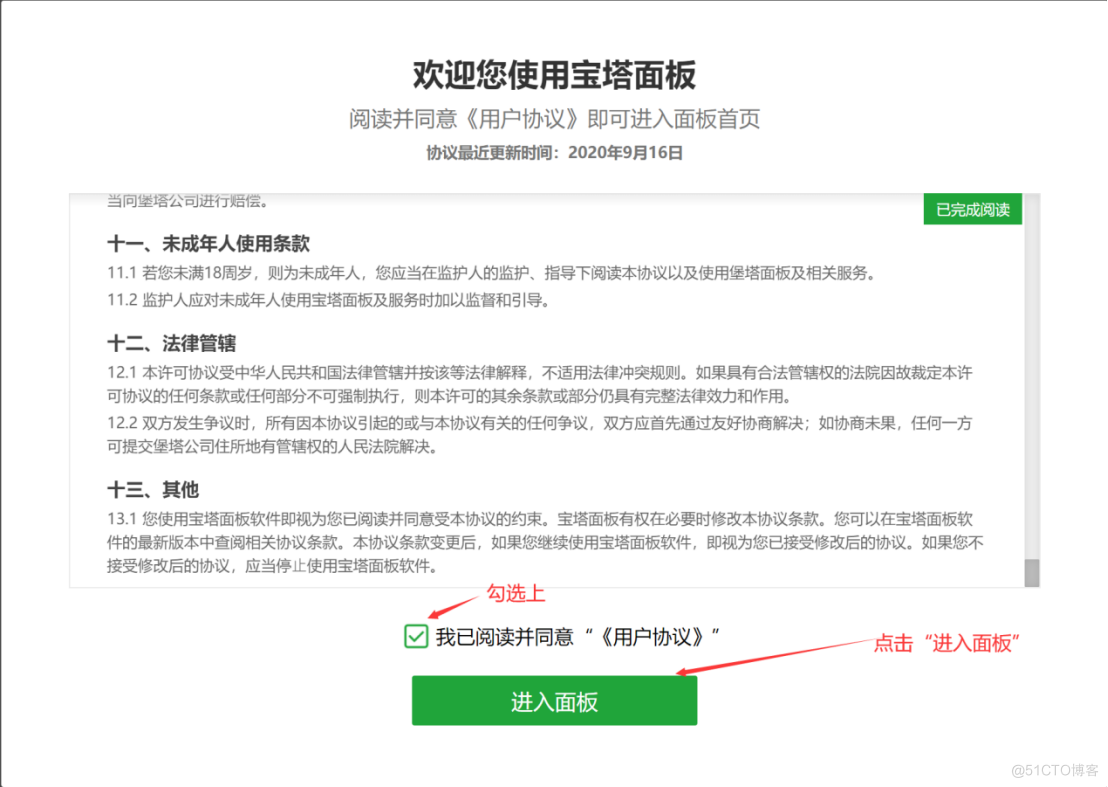 欢迎您使用宝塔面板
阅读并同意《用户协议》即可进入面板首页
协议最近更新时间：2020年9月16日
当向堡塔公司进行赔偿。
已完成阅读
十一、未成年人使用条款
11.1 若您未满18周岁，则为未成年人，您应当在监护人的监护、指导下阅读本协议以及使用堡塔面板及相关服务。
11.2 监护人应对未成年人使用宝塔面板及服务时加以监督和引导。
十二、法律管辖
12.1 本许可协议受中华人民共和国法律管辖并按该等法律解释，不适用法律冲突规则。如果具有合法管辖权的法院因故裁定本许
可协议的任何条款或任何部分不可强制执行，则本许可的其余条款或部分仍具有完整法律效力和作用。
12.2 双方发生争议时，所有因本协议引起的或与本协议有关的任何争议，双方应首先通过友好协商解决；如协商未果，任何一方
可提交堡塔公司住所地有管辖权的人民法院解决。
十三、其他
13.1 您使用宝塔面板软件即视为您已阅读并同意受本协议的约束。宝塔面板有权在必要时修改本协议条款。您可以在宝塔面板软
件的最新版本中查阅相关协议条款。本协议条款变更后，如果您继续使用宝塔面板软件，即视为您已接受修改后的协议。如果您不
接受修改后的协议，应当停止使用宝塔面板软件。
勾选上
我已阅读并同意“《用户协议》”
点击“进入面板”
进入面板
@51CTO博客